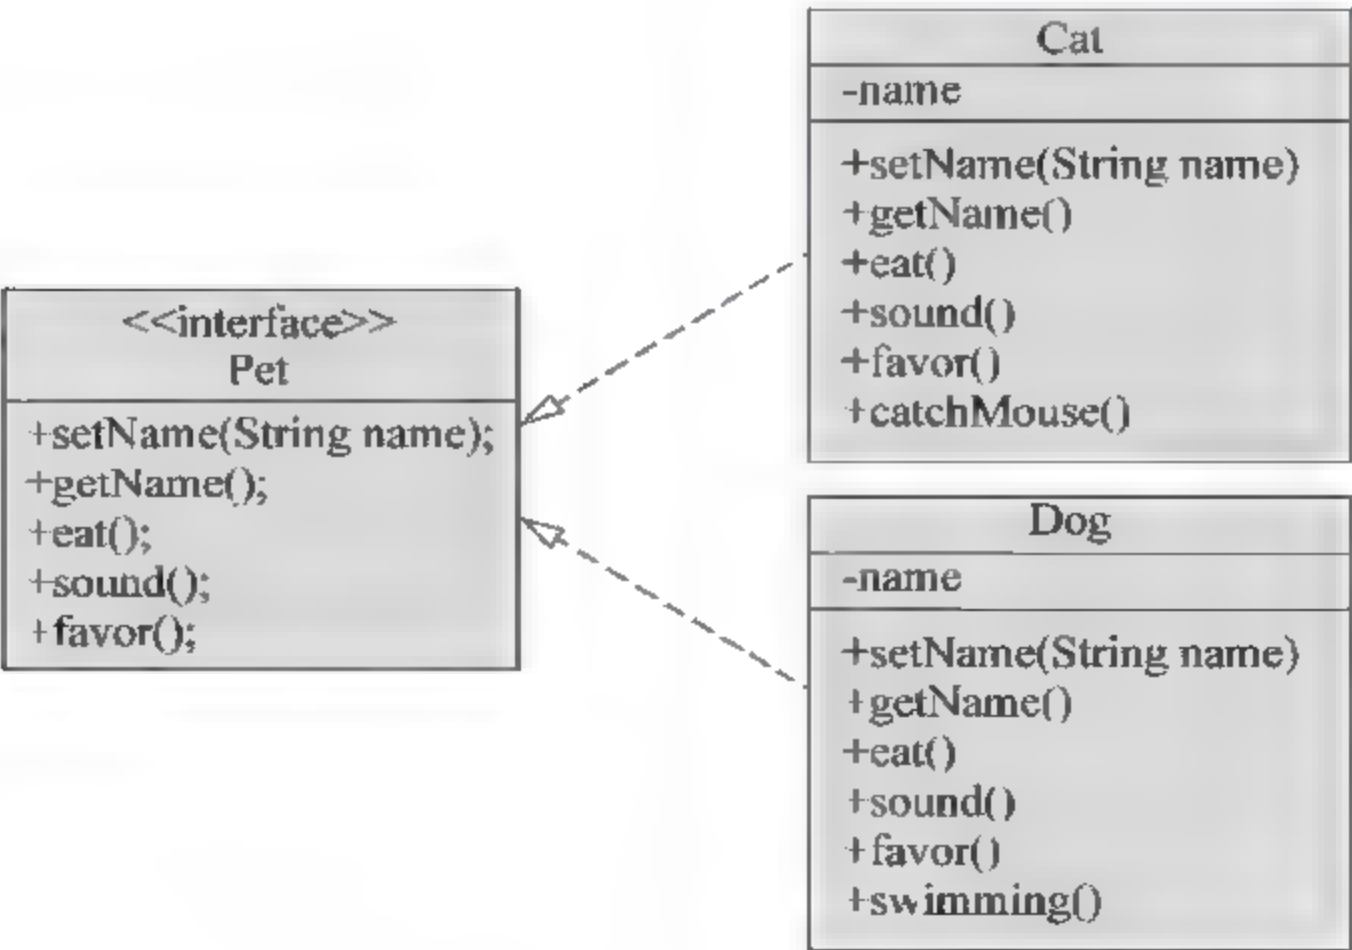 <<interface>>
Pet
+setName(String name);
+getName();
+eat();
+sound();
+favor();
Cat
-name
+setName(String name)
+getName()
+eat()
+sound()
+favor()
+catchMouse()
Dog
-name
+setName(String name)
+getName()
+eat()
+sound()
+favor()
+swimming()